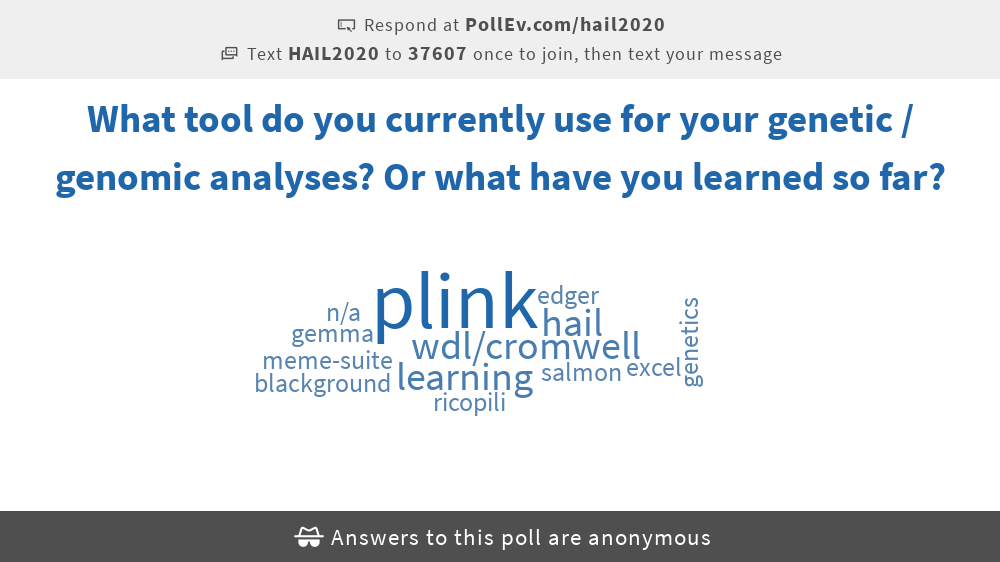 Respond at PollEv.com/hail2020
Text HAIL2020 to 37607 once to join, then text your message
What tool do you currently use for your genetic /
genomic analyses? Or what have you learned so far?
plink
edger
n/a
hail
genetics
gemma
wdl/cromwell
meme-suite
salmon
excel
blackground
learning
ricopili
Answers to this poll are anonymous